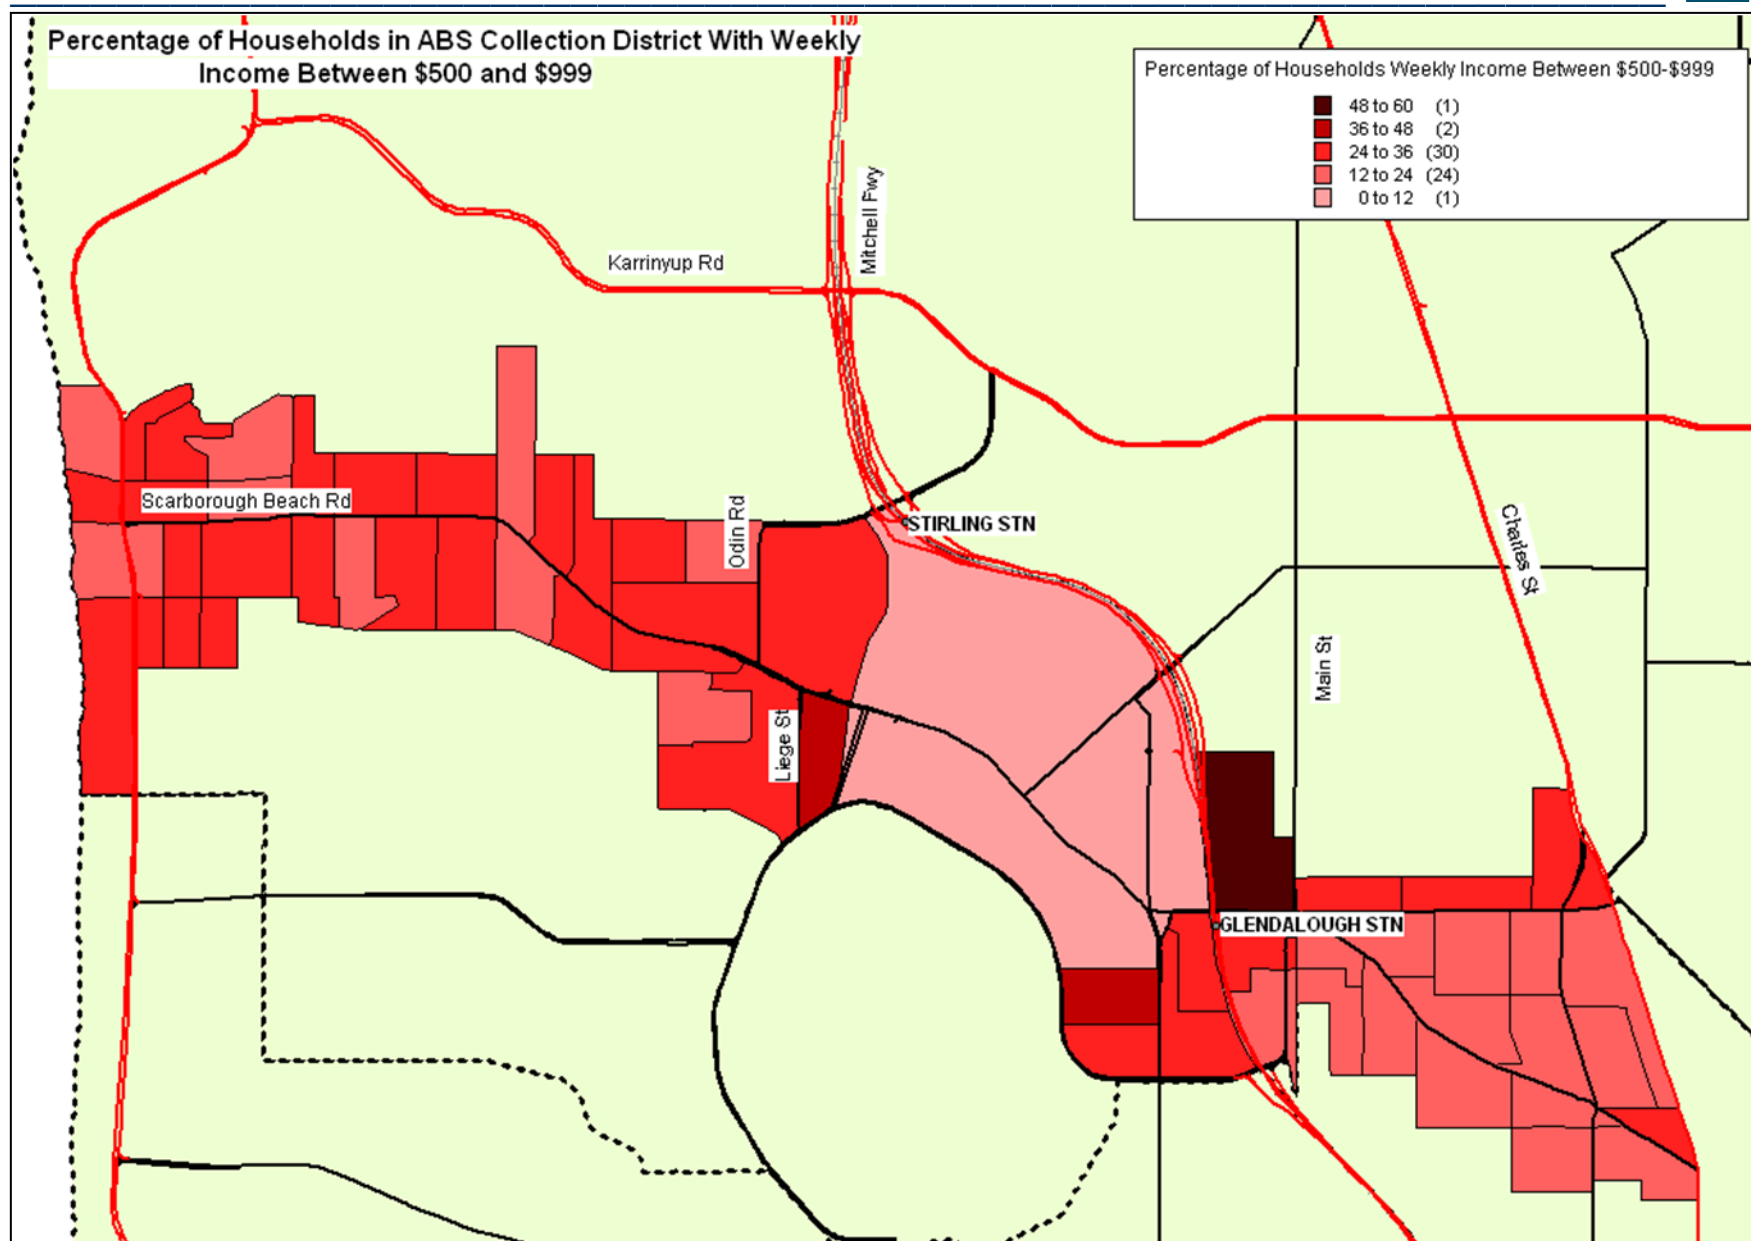 Percentage of Households in ABS Collection District With Weekly
Income Between $500 and $999
Percentage of Households Weekly Income Between $500-$999
48 to 60 (1)
36 to 48 (2)
24 to 36 (30)
12 to 24 (24)
0 to 12 (1)
Mitchell Fwy
Karrinyup Rd
Scarborough Beach Rd
Odin Rd
STIRLING STN
Charles St
Main St
Liege St
GLENDALOUGH STN